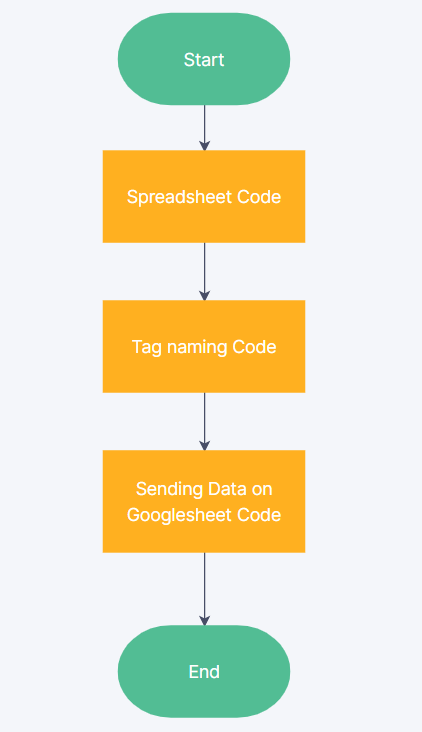 Start
Spreadsheet Code
Tag naming Code
Sending Data on
Googlesheet Code
End